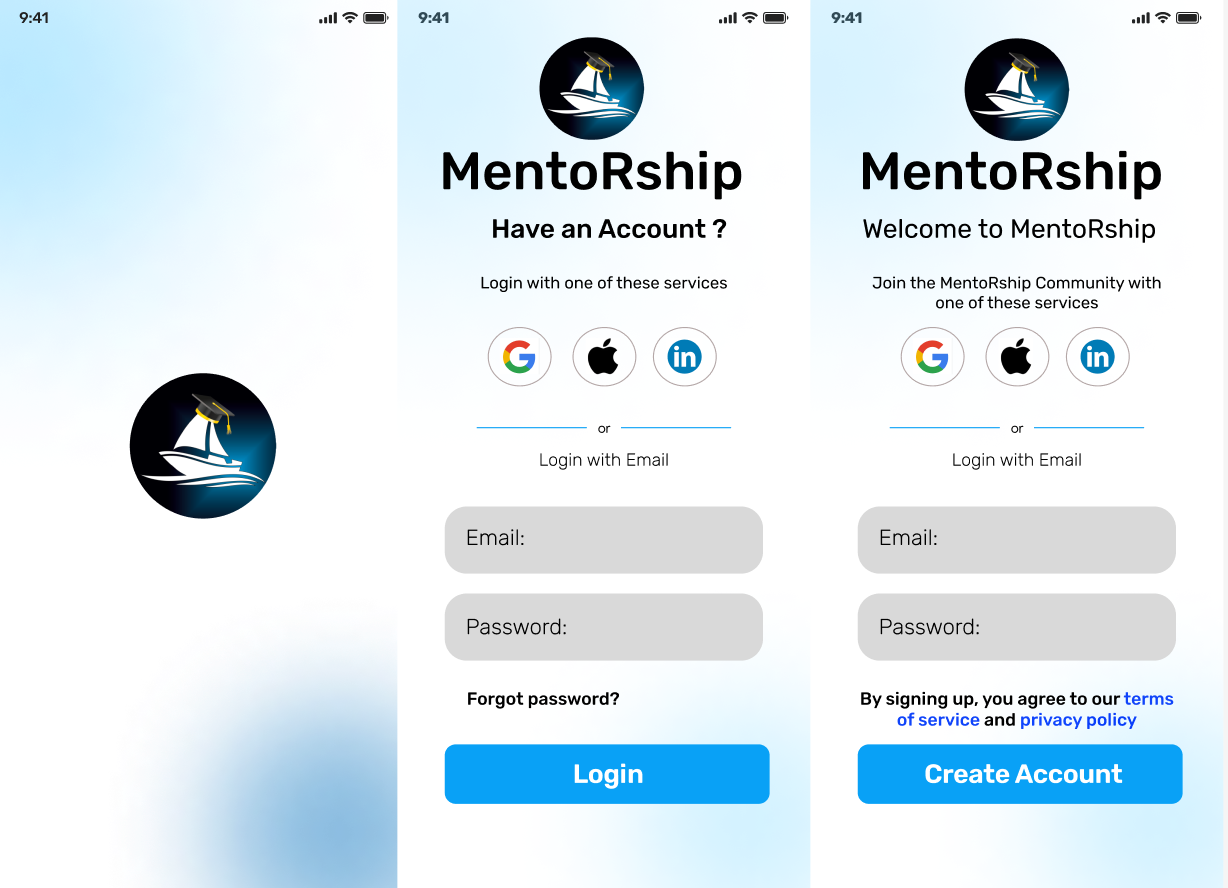 9:41
9:41
MentoRship
Have an Account ?
Login with one of these services
or
Login with Email
Email:
Password:
Forgot password?
Login
9:41
MentoRship
Welcome to MentoRship
Join the MentoRship Community with
one of these services
or
Login with Email
Email:
Password:
By signing up, you agree to our terms
of service and privacy policy
Create Account